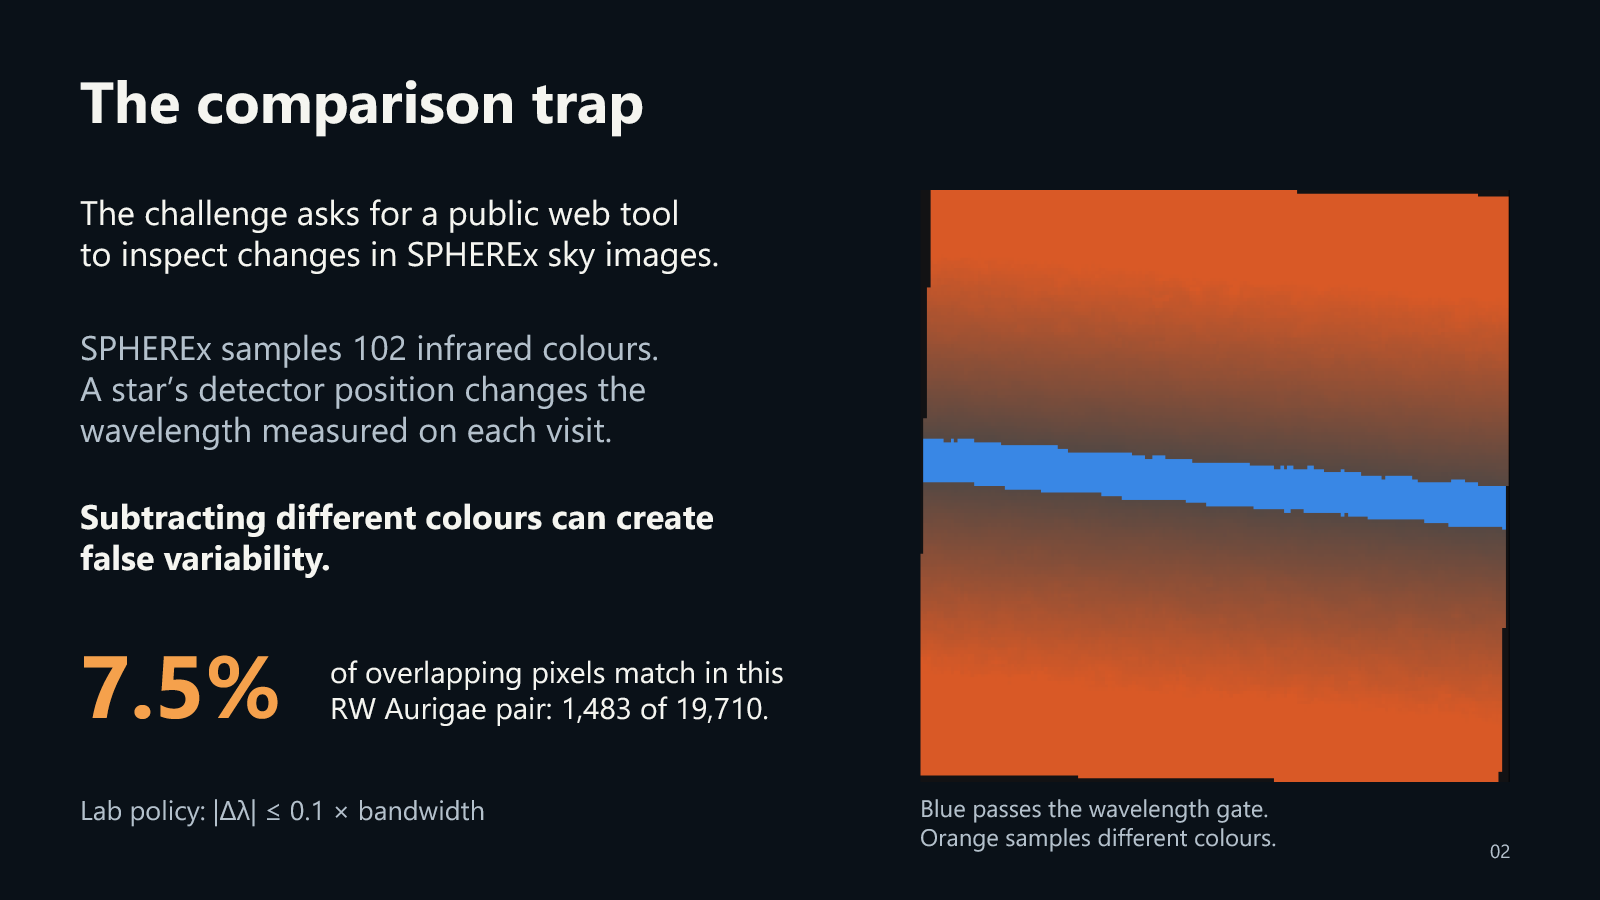 The comparison trap
The challenge asks for a public web tool
to inspect changes in SPHEREx sky images.
SPHEREx samples 102 infrared colours.
A star’s detector position changes the
wavelength measured on each visit.
Subtracting different colours can create
false variability.
7.5%
of overlapping pixels match in this
RW Aurigae pair: 1,483 of 19,710.
Lab policy: |Δλ| ≤ 0.1 × bandwidth
Blue passes the wavelength gate.
Orange samples different colours.
02